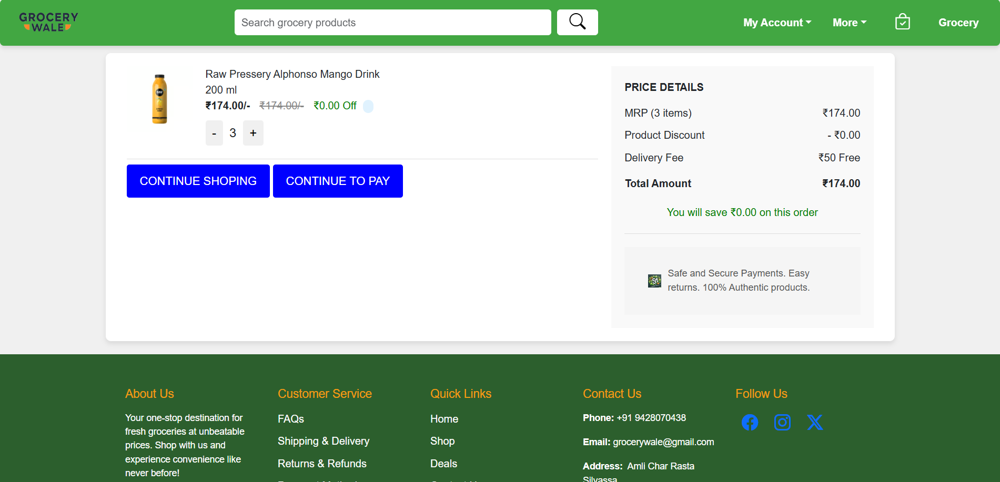 GROCERY
WALE
Search grocery products
My Account
More
Grocery
Raw Pressery Alphonso Mango Drink
200 ml
₹174.00/- ₹174.00/- ₹0.00 Off
- 3 +
CONTINUE SHOPING
CONTINUE TO PAY
PRICE DETAILS
MRP (3 items) ₹174.00
Product Discount - ₹0.00
Delivery Fee ₹50 Free
Total Amount ₹174.00
You will save ₹0.00 on this order
Safe and Secure Payments. Easy
returns. 100% Authentic products.
About Us
Your one-stop destination for
fresh groceries at unbeatable
prices. Shop with us and
experience convenience like
never before!
Customer Service
FAQs
Shipping & Delivery
Returns & Refunds
Quick Links
Home
Shop
Deals
Contact Us
Phone: +91 9428070438
Email: grocerywale@gmail.com
Address: Amli Char Rasta
Silvassa
Follow Us
RAW